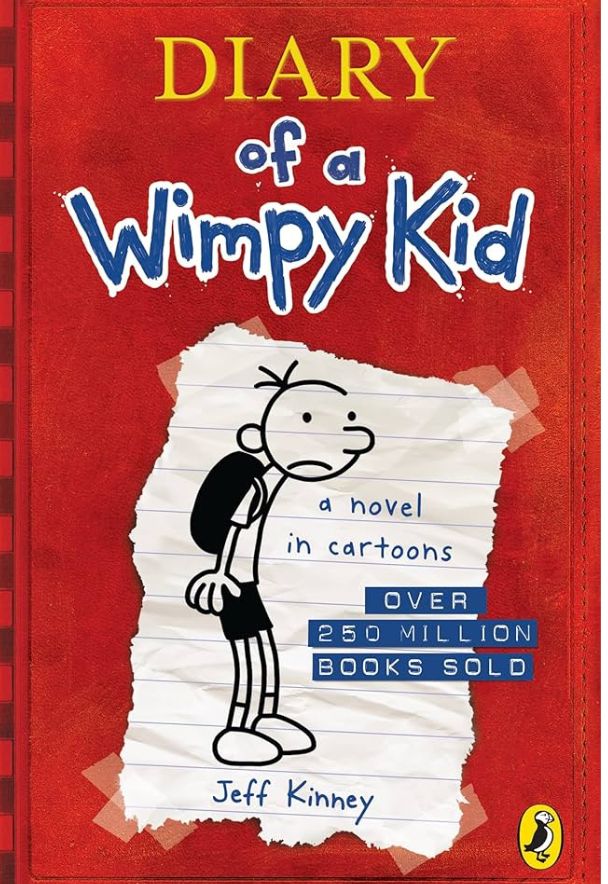 DIARY
of a
Wimpy Kid
a novel
in cartoons
OVER
250 MILLION
BOOKS SOLD
Jeff Kinney